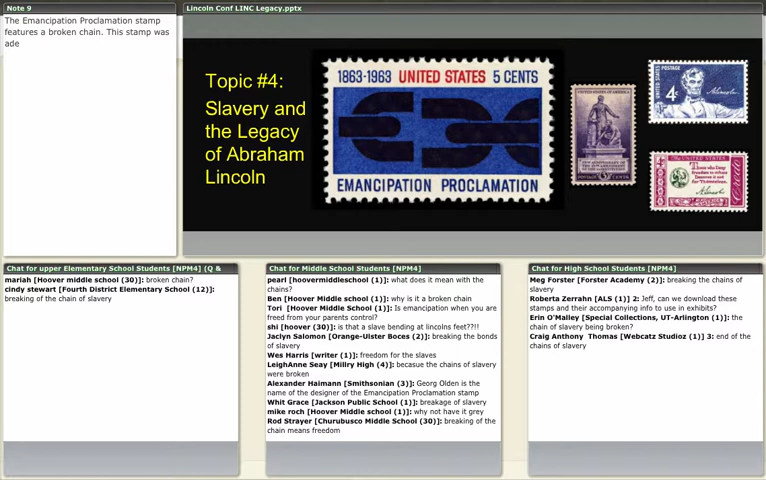 Note 9
The Emancipation Proclamation stamp
features a broken chain. This stamp was
ade
Lincoln Conf LINC Legacy.pptx
Topic #4:
Slavery and
the Legacy
of Abraham
Lincoln
1863-1963 UNITED STATES 5 CENTS
EMANCIPATION PROCLAMATION
UNITED STATES POSTAGE
U.S. POSTAGE
4¢
A. Lincoln
Credo
A. Lincoln
Chat for upper Elementary School Students [NPM4] (Q &
mariah [Hoover middle school (30)]: broken chain?
cindy stewart [Fourth District Elementary School (12)]:
breaking of the chain of slavery
Chat for Middle School Students [NPM4]
pearl [hoovermiddleschool (1)]: what does it mean with the
chains?
Ben [Hoover Middle School (1)]: why is it a broken chain
Tori  [Hoover Middle School (1)]: Is emancipation when you are
freed from your parents control?
shi [hoover (30)]: is that a slave bending at lincolns feet??!!
Jaclyn Salomon [Orange-Ulster Boces (2)]: breaking the bonds
of slavery
Wes Harris [writer (1)]: freedom for the slaves
LeighAnne Seay [Millry High (4)]: becasue the chains of slavery
were broken
Alexander Haimann [Smithsonian (3)]: Georg Olden is the
name of the designer of the Emancipation Proclamation stamp
Whit Grace [Jackson Public School (1)]: breakage of slavery
mike roch [Hoover Middle school (1)]: why not have it grey
Rod Strayer [Churubusco Middle School (30)]: breaking of the
chain means freedom
Chat for High School Students [NPM4]
Meg Forster [Forster Academy (2)]: breaking the chains of
slavery
Roberta Zerrahn [ALS (1)] 2: Jeff, can we download these
stamps and their accompanying info to use in exhibits?
Erin O'Malley [Special Collections, UT-Arlington (1)]: the
chain of slavery being broken?
Craig Anthony  Thomas [Webcatz Studioz (1)] 3: end of the
chains of slavery